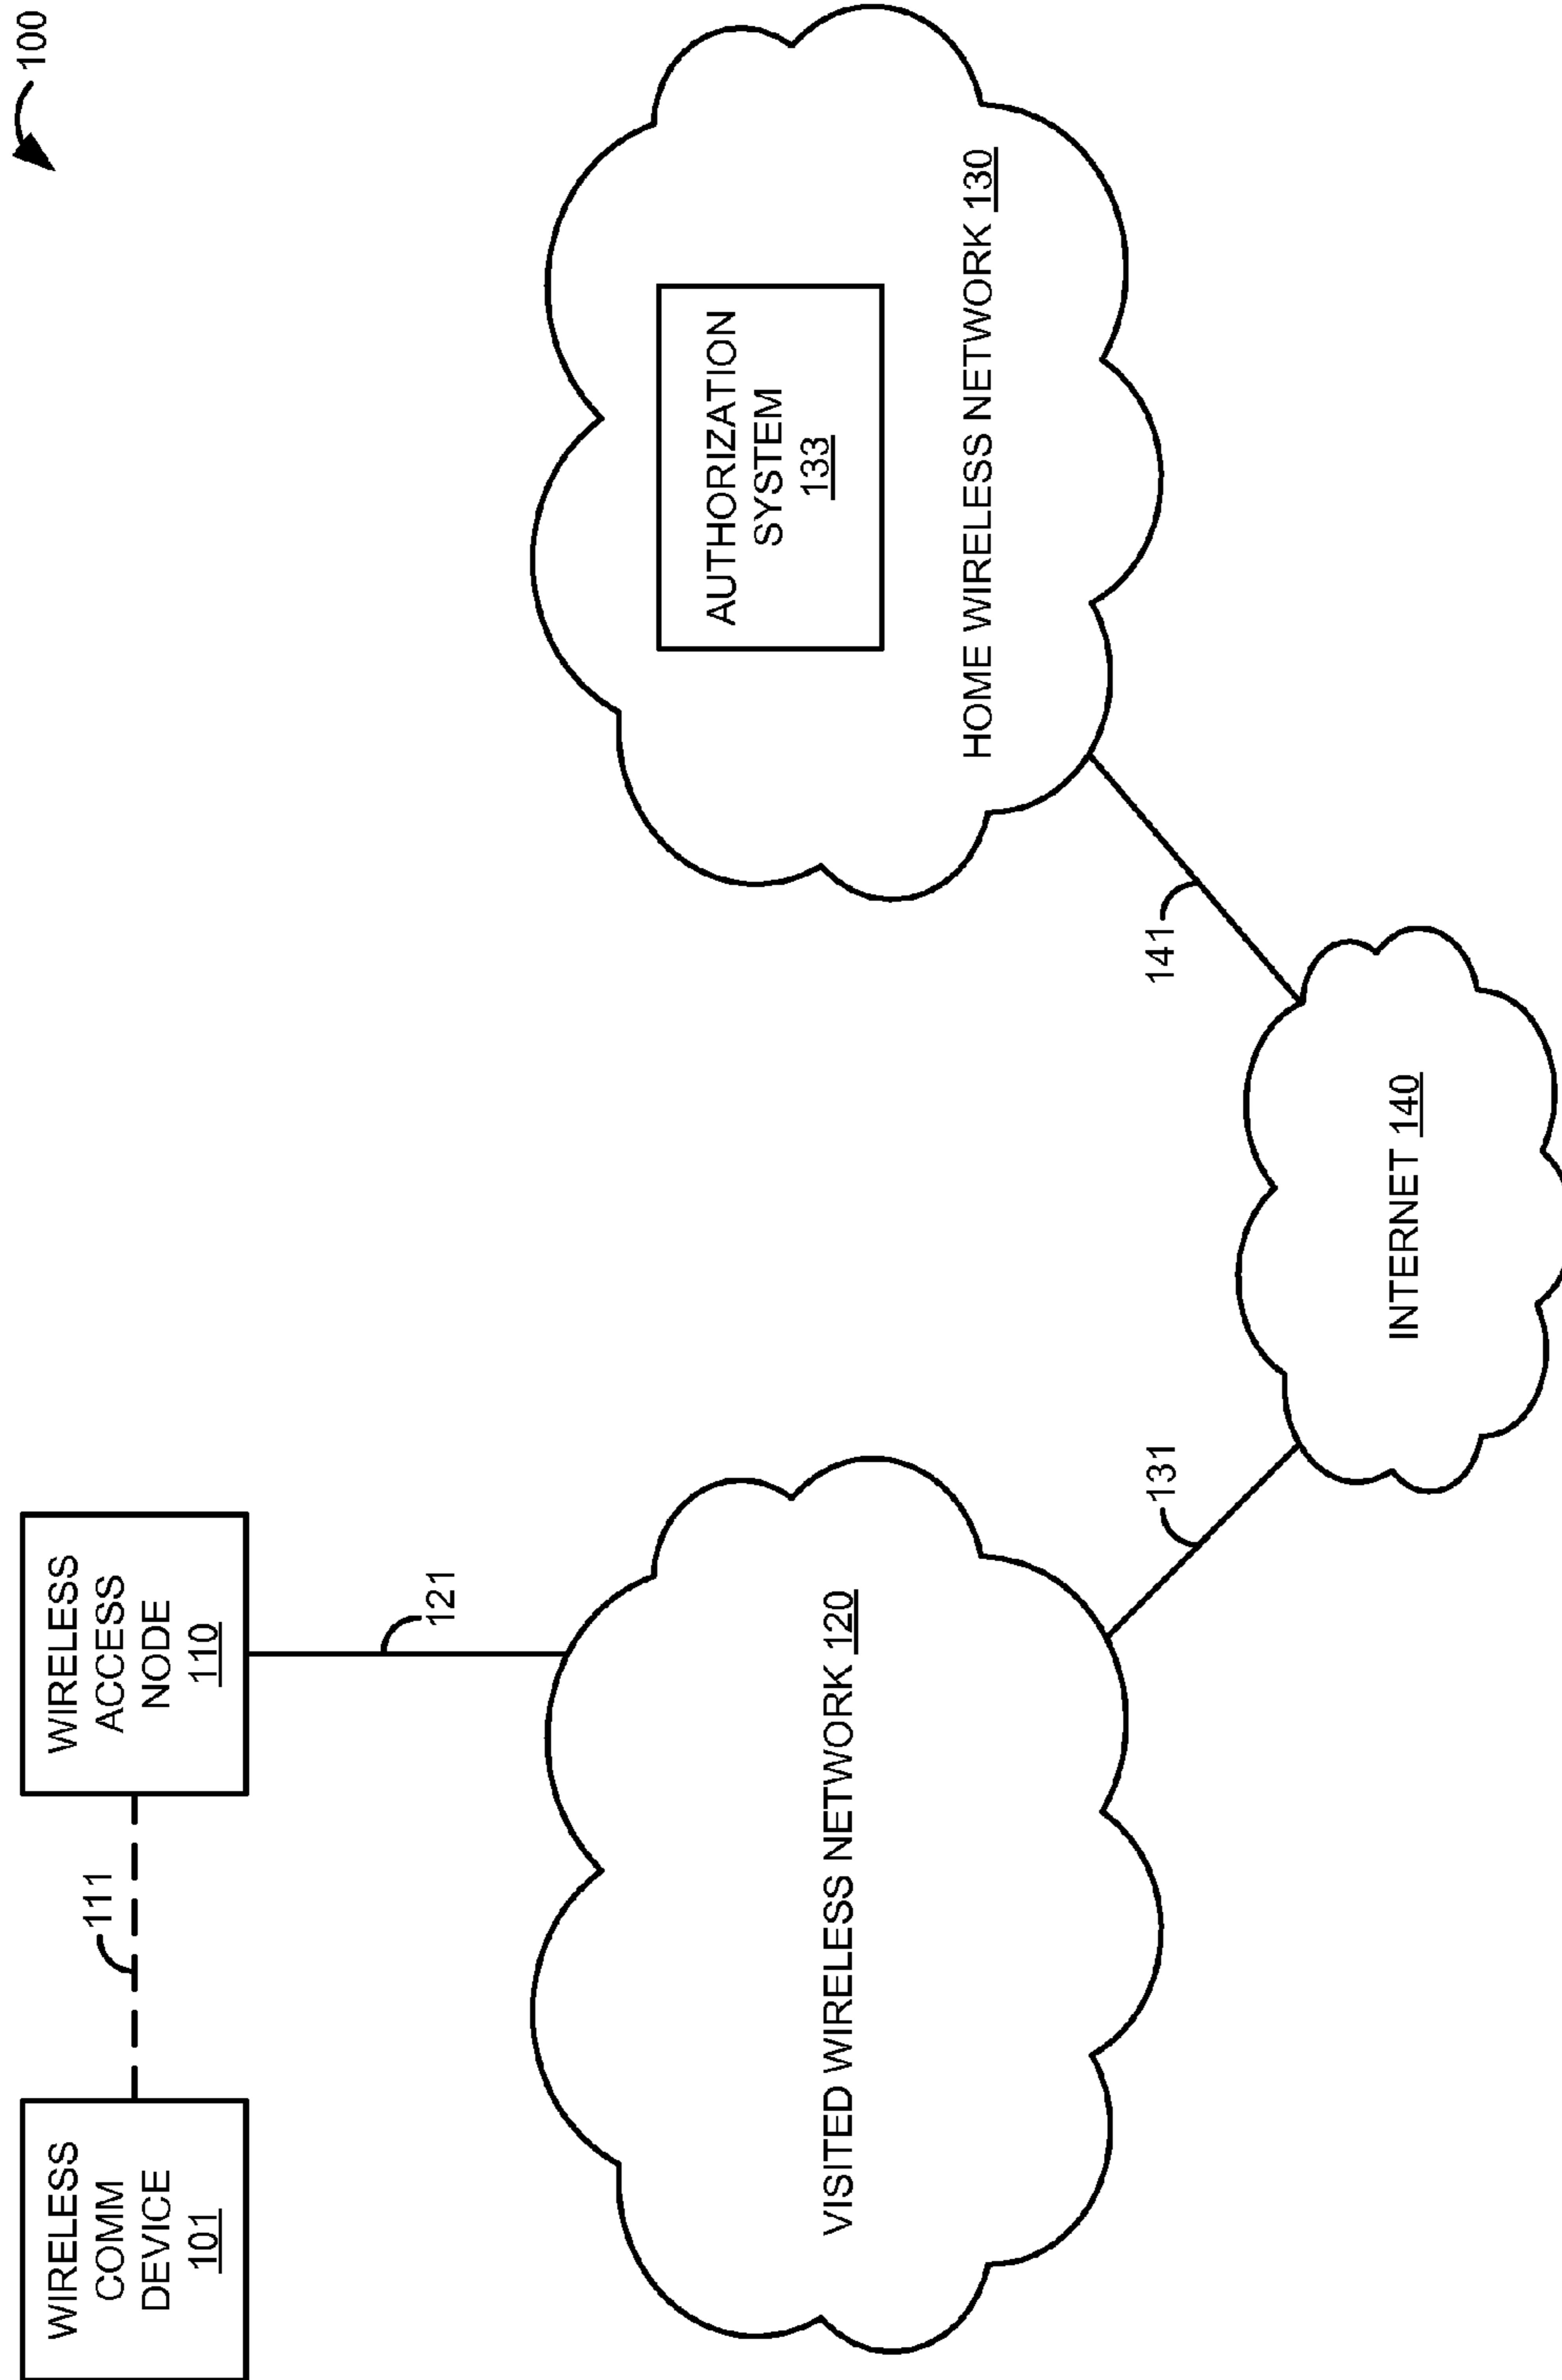 100
WIRELESS
COMM
DEVICE
101
111
WIRELESS
ACCESS
NODE
110
121
VISITED WIRELESS NETWORK 120
AUTHORIZATION
SYSTEM
133
HOME WIRELESS NETWORK 130
131
141
INTERNET 140